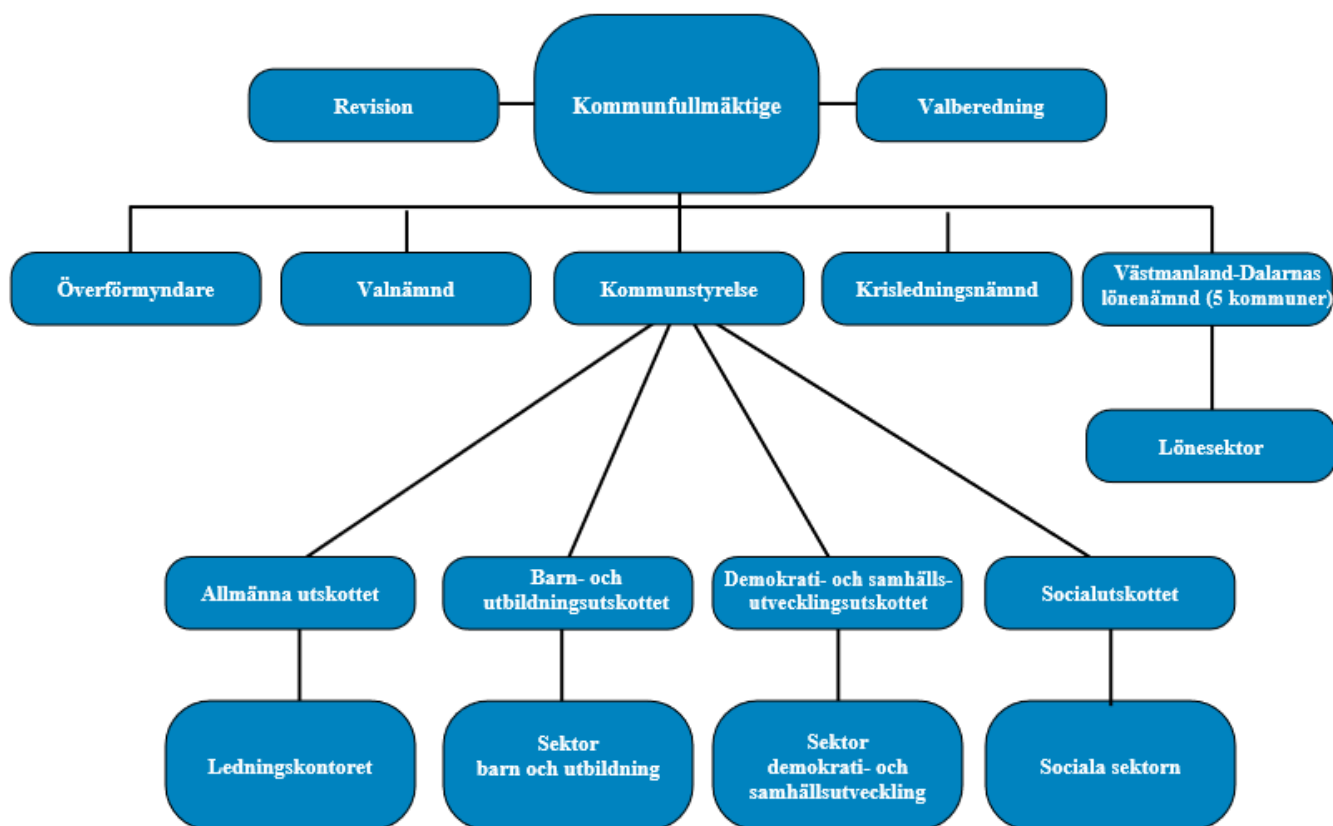 Revision
Kommunfullmäktige
Valberedning
Överförmyndare
Valnämnd
Kommunstyrelse
Krisledningsnämnd
Västmanland-Dalarnas
lönenämnd (5 kommuner)
Lönesektor
Allmänna utskottet
Barn- och
utbildningsutskottet
Demokrati- och samhälls-
utvecklingsutskottet
Socialutskottet
Ledningskontoret
Sektor
barn och utbildning
Sektor
demokrati- och
samhällsutveckling
Sociala sektorn